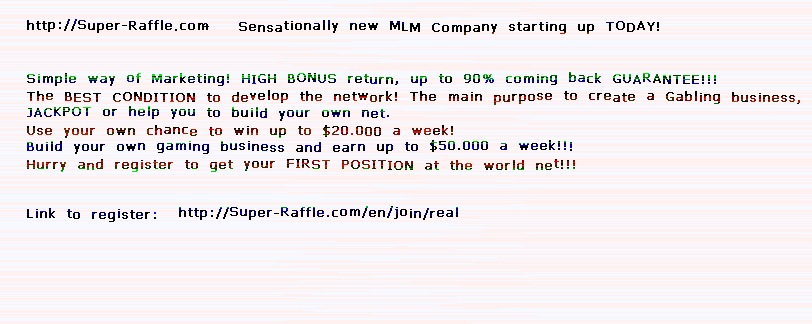 http://Super-Raffle.com Sensationally new MLM Company starting up TODAY!
Simple way of Marketing! HIGH BONUS return, up to 90% coming back GUARANTEE!!!
The BEST CONDITION to develop the network! The main purpose to create a Gabling business,
JACKPOT or help you to build your own net.
Use your own chance to win up to $20.000 a week!
Build your own gaming business and earn up to $50.000 a week!!!
Hurry and register to get your FIRST POSITION at the world net!!!
Link to register: http://Super-Raffle.com/en/join/real